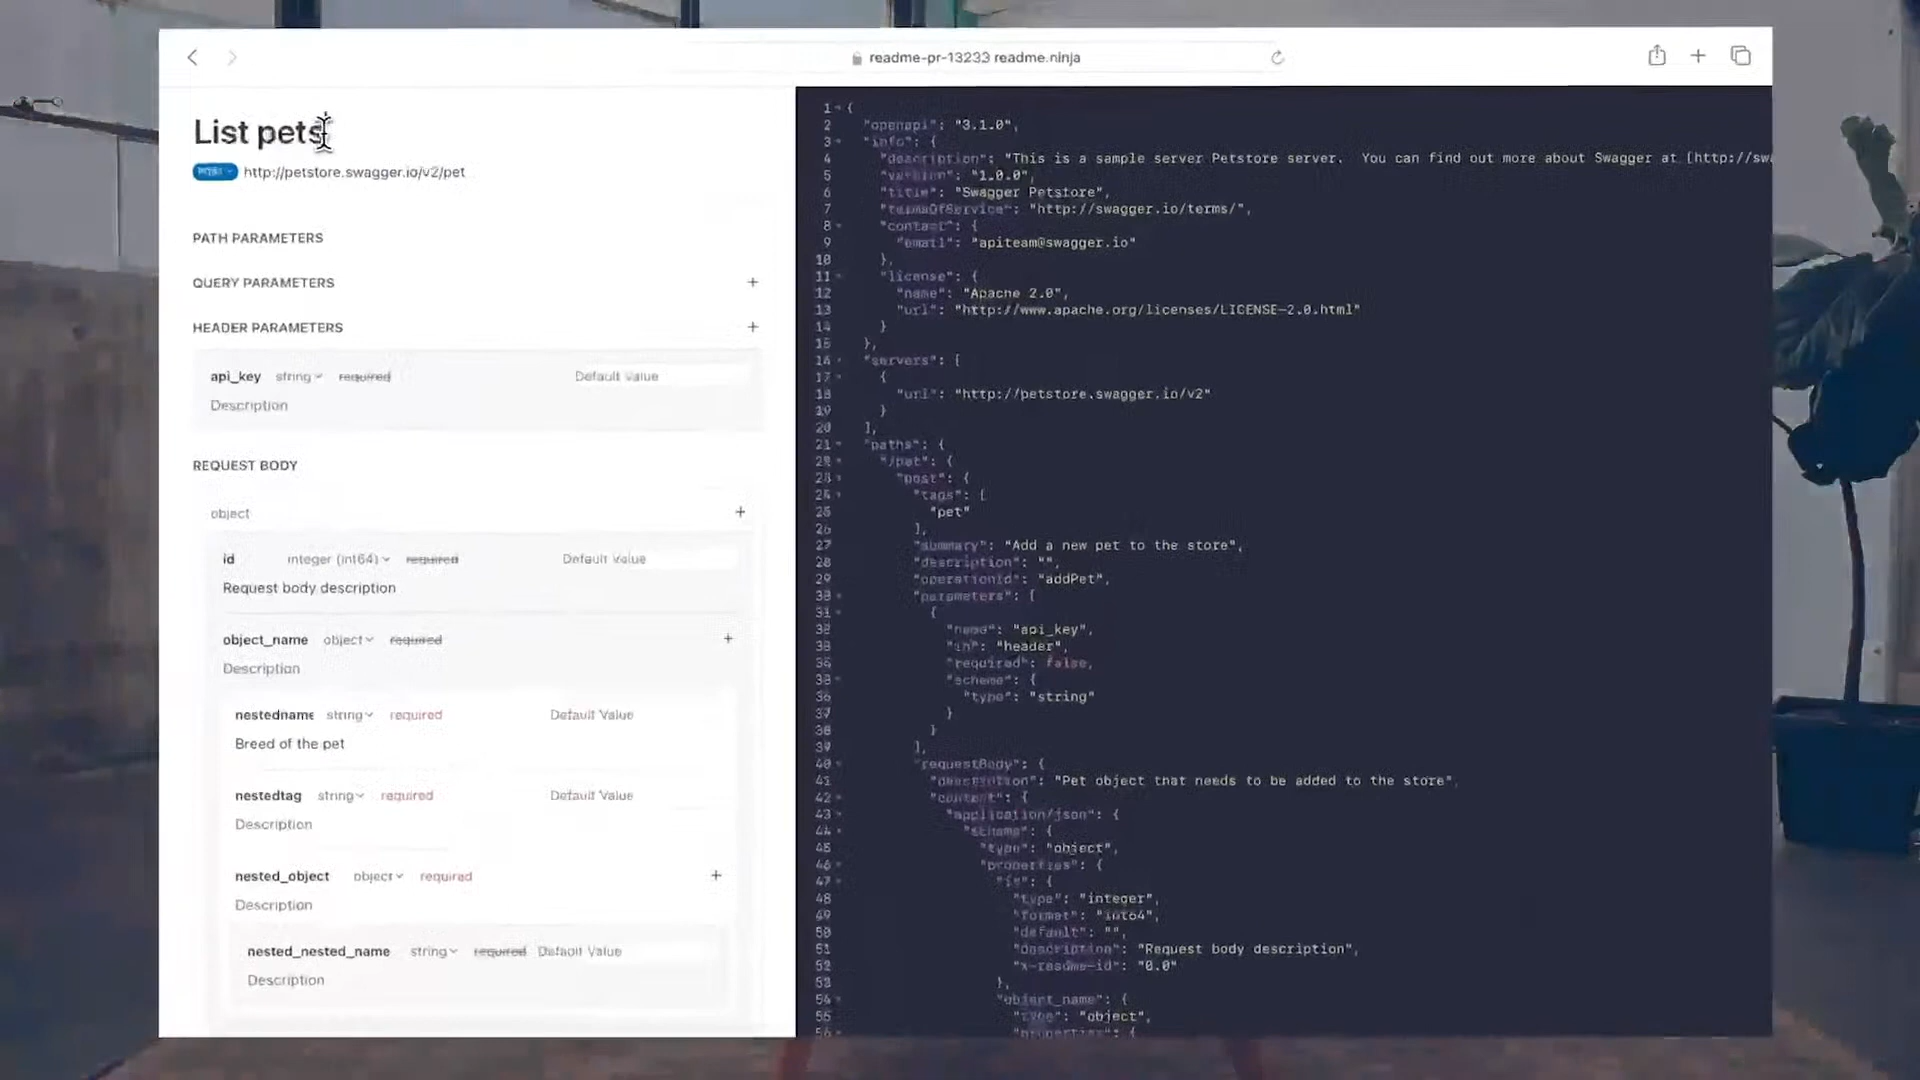 readme-pr-13233 readme.ninja
List pets
POST http://petstore.swagger.io/v2/pet
PATH PARAMETERS
QUERY PARAMETERS
HEADER PARAMETERS
api_key string required Default Value
Description
REQUEST BODY
object
id integer (int64) required Default Value
Request body description
object_name object required
Description
nestedname string required Default Value
Breed of the pet
nestedtag string required Default Value
Description
nested_object object required
Description
nested_nested_name string required Default Value
Description
1 {
2 "openapi": "3.1.0",
3 "info": {
4 "description": "This is a sample server Petstore server. You can find out more about Swagger at [http://sw
5 "version": "1.0.0",
6 "title": "Swagger Petstore",
7 "termsOfService": "http://swagger.io/terms/",
8 "contact": {
9 "email": "apiteam@swagger.io"
10 },
11 "license": {
12 "name": "Apache 2.0",
13 "url": "http://www.apache.org/licenses/LICENSE-2.0.html"
14 }
15 },
16 "servers": [
17 {
18 "url": "http://petstore.swagger.io/v2"
19 }
20 ],
21 "paths": {
22 "/pet": {
23 "post": {
24 "tags": [
25 "pet"
26 ],
27 "summary": "Add a new pet to the store",
28 "description": "",
29 "operationId": "addPet",
30 "parameters": [
31 {
32 "name": "api_key",
33 "in": "header",
34 "required": false,
35 "schema": {
36 "type": "string"
37 }
38 }
39 ],
40 "requestBody": {
41 "description": "Pet object that needs to be added to the store",
42 "content": {
43 "application/json": {
44 "schema": {
45 "type": "object",
46 "properties": {
47 "id": {
48 "type": "integer",
49 "format": "int64",
50 "default": "",
51 "description": "Request body description",
52 "x-readme-id": "0.0"
53 },
54 "object_name": {
55 "type": "object",
56 "properties": {